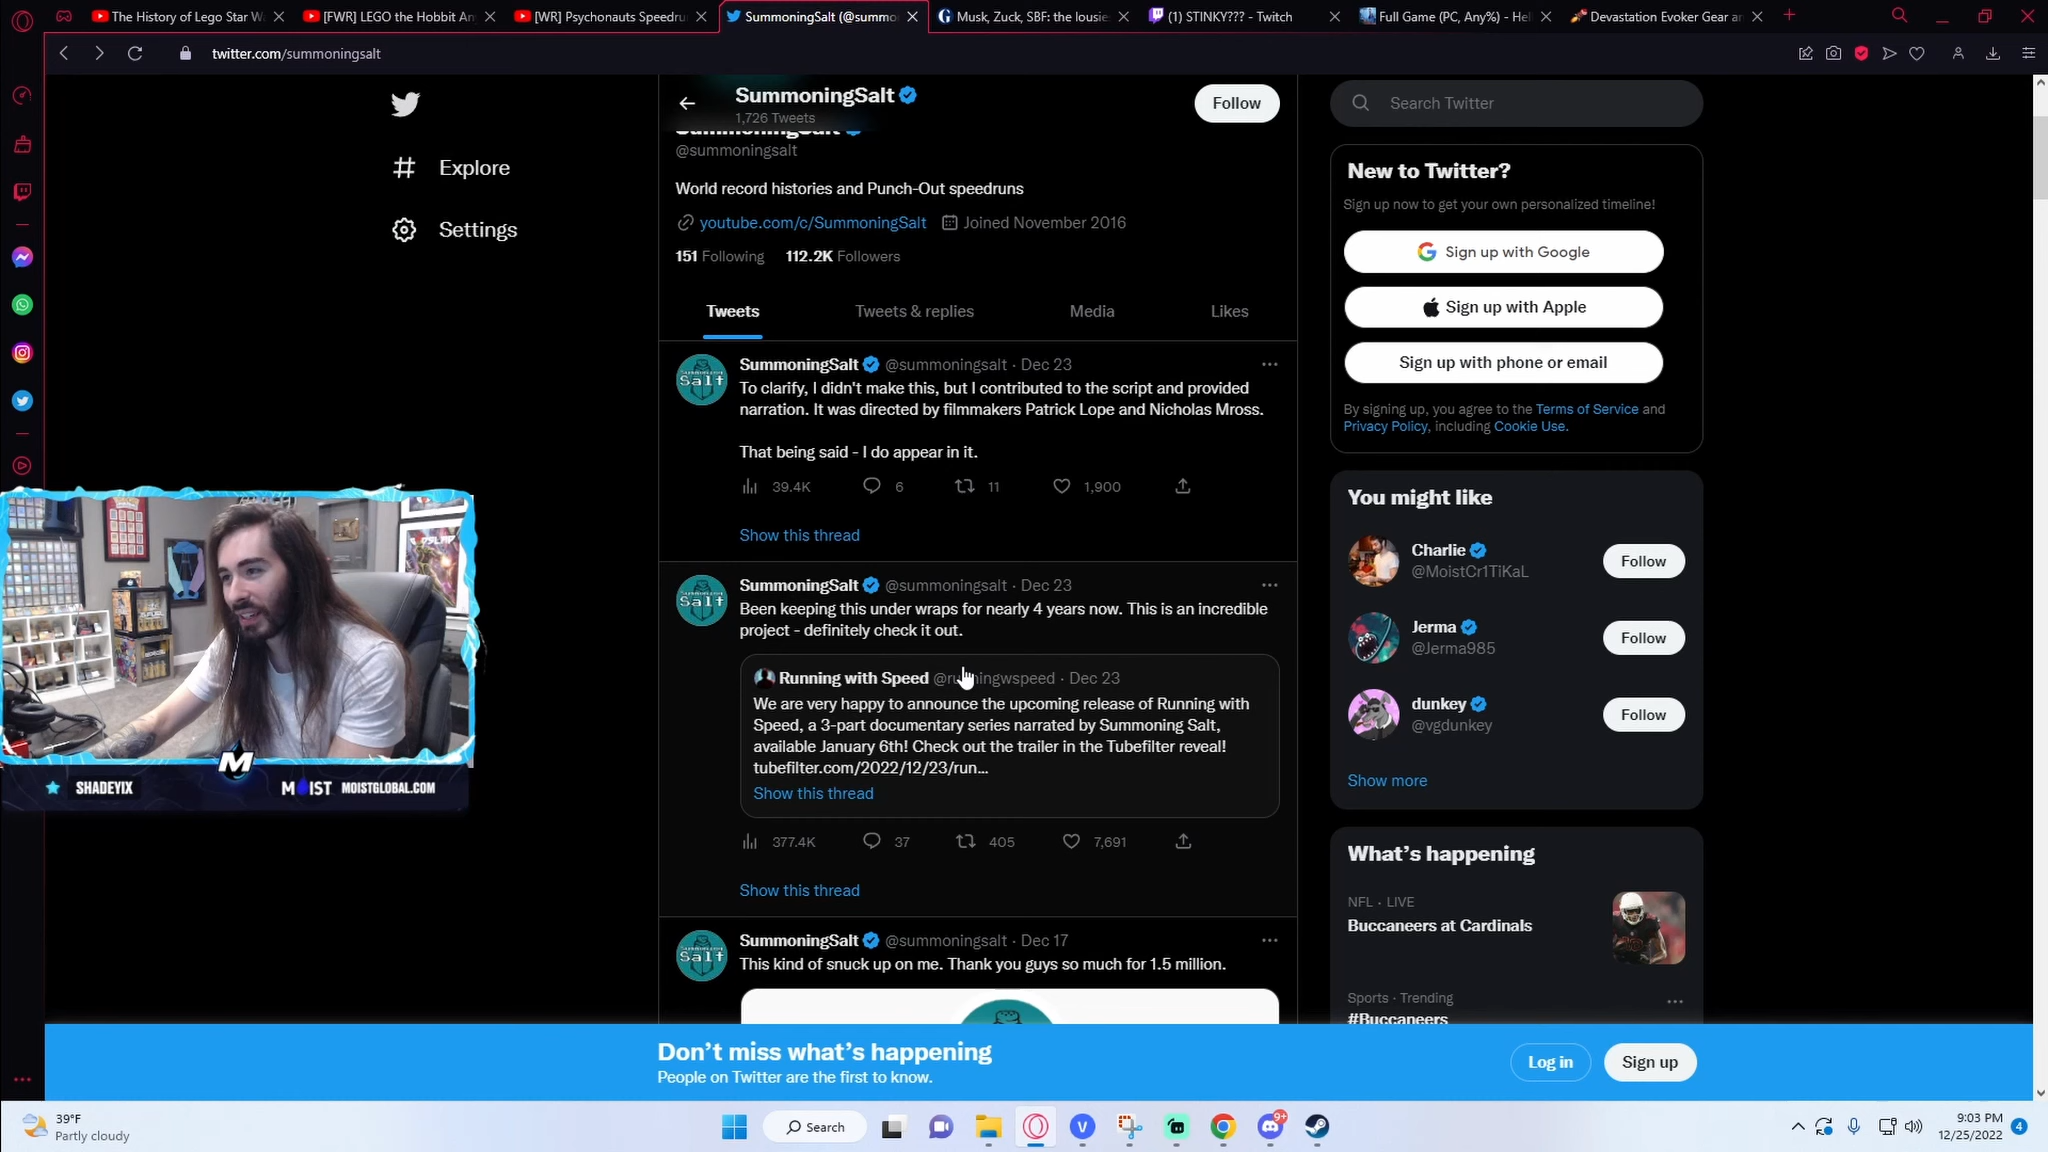 The History of Lego Star W
[FWR] LEGO the Hobbit An
[WR] Psychonauts Speedru
SummoningSalt (@summo
Musk, Zuck, SBF: the lousie
(1) STINKY??? - Twitch
Full Game (PC, Any%) - Hel
Devastation Evoker Gear an
twitter.com/summoningsalt
Explore
Settings
SummoningSalt
1,726 Tweets
Follow
SummoningSalt
@summoningsalt
World record histories and Punch-Out speedruns
youtube.com/c/SummoningSalt Joined November 2016
151 Following 112.2K Followers
Tweets Tweets & replies Media Likes
Salt
SummoningSalt @summoningsalt · Dec 23
To clarify, I didn't make this, but I contributed to the script and provided
narration. It was directed by filmmakers Patrick Lope and Nicholas Mross.
That being said - I do appear in it.
39.4K 6 11 1,900
Show this thread
Salt
SummoningSalt @summoningsalt · Dec 23
Been keeping this under wraps for nearly 4 years now. This is an incredible
project - definitely check it out.
Running with Speed @runningwspeed · Dec 23
We are very happy to announce the upcoming release of Running with
Speed, a 3-part documentary series narrated by Summoning Salt,
available January 6th! Check out the trailer in the Tubefilter reveal!
tubefilter.com/2022/12/23/run...
Show this thread
377.4K 37 405 7,691
Show this thread
Salt
SummoningSalt @summoningsalt · Dec 17
This kind of snuck up on me. Thank you guys so much for 1.5 million.
Search Twitter
New to Twitter?
Sign up now to get your own personalized timeline!
Sign up with Google
Sign up with Apple
Sign up with phone or email
By signing up, you agree to the Terms of Service and
Privacy Policy, including Cookie Use.
You might like
Charlie
@MoistCr1TiKaL
Follow
Jerma
@Jerma985
Follow
dunkey
@vgdunkey
Follow
Show more
What's happening
NFL · LIVE
Buccaneers at Cardinals
Sports · Trending
#Buccaneers
M
SHADEYIX
MOIST MOISTGLOBAL.COM
Don't miss what's happening
People on Twitter are the first to know.
Log in
Sign up
39°F
Partly cloudy
Search
9+
9:03 PM
12/25/2022
4